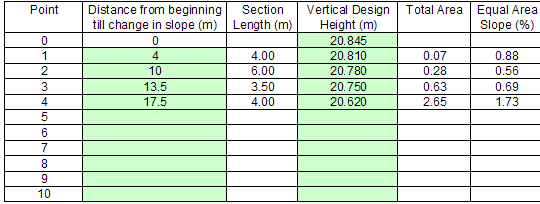 Point Distance from beginning Section Vertical Design Total Area Equal Area
till change in slope (m) Length (m) Height (m) Slope (%)
0 0 20.845
1 4 4.00 20.810 0.07 0.88
2 10 6.00 20.780 0.28 0.56
3 13.5 3.50 20.750 0.63 0.69
4 17.5 4.00 20.620 2.65 1.73
5
6
7
8
9
10